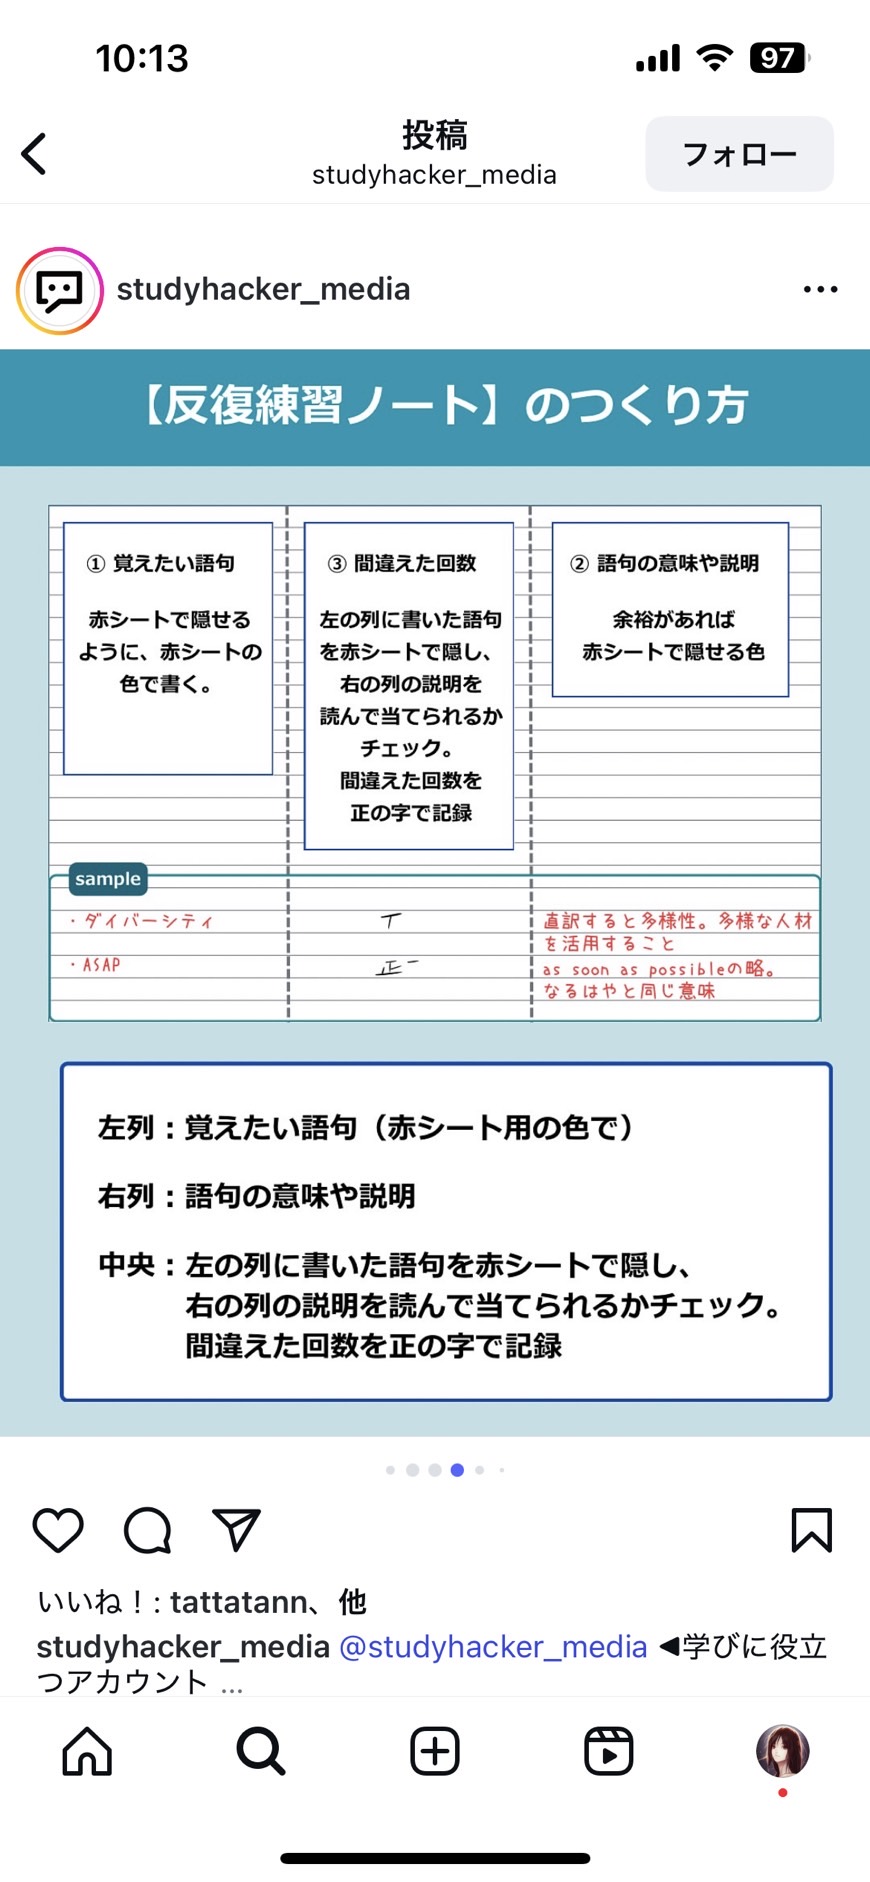 10:13
97
投稿
studyhacker_media
フォロー
studyhacker_media
【反復練習ノート】のつくり方
① 覚えたい語句
赤シートで隠せる
ように、赤シートの
色で書く。
③ 間違えた回数
左の列に書いた語句
を赤シートで隠し、
右の列の説明を
読んで当てられるか
チェック。
間違えた回数を
正の字で記録
② 語句の意味や説明
余裕があれば
赤シートで隠せる色
sample
・ダイバーシティ
丅
直訳すると多様性。多様な人材
を活用すること
・ASAP
正一
as soon as possibleの略。
なるはやと同じ意味
左列：覚えたい語句（赤シート用の色で）
右列：語句の意味や説明
中央：左の列に書いた語句を赤シートで隠し、
右の列の説明を読んで当てられるかチェック。
間違えた回数を正の字で記録
いいね！: tattatann、他
studyhacker_media @studyhacker_media ◀学びに役立
つアカウント ...